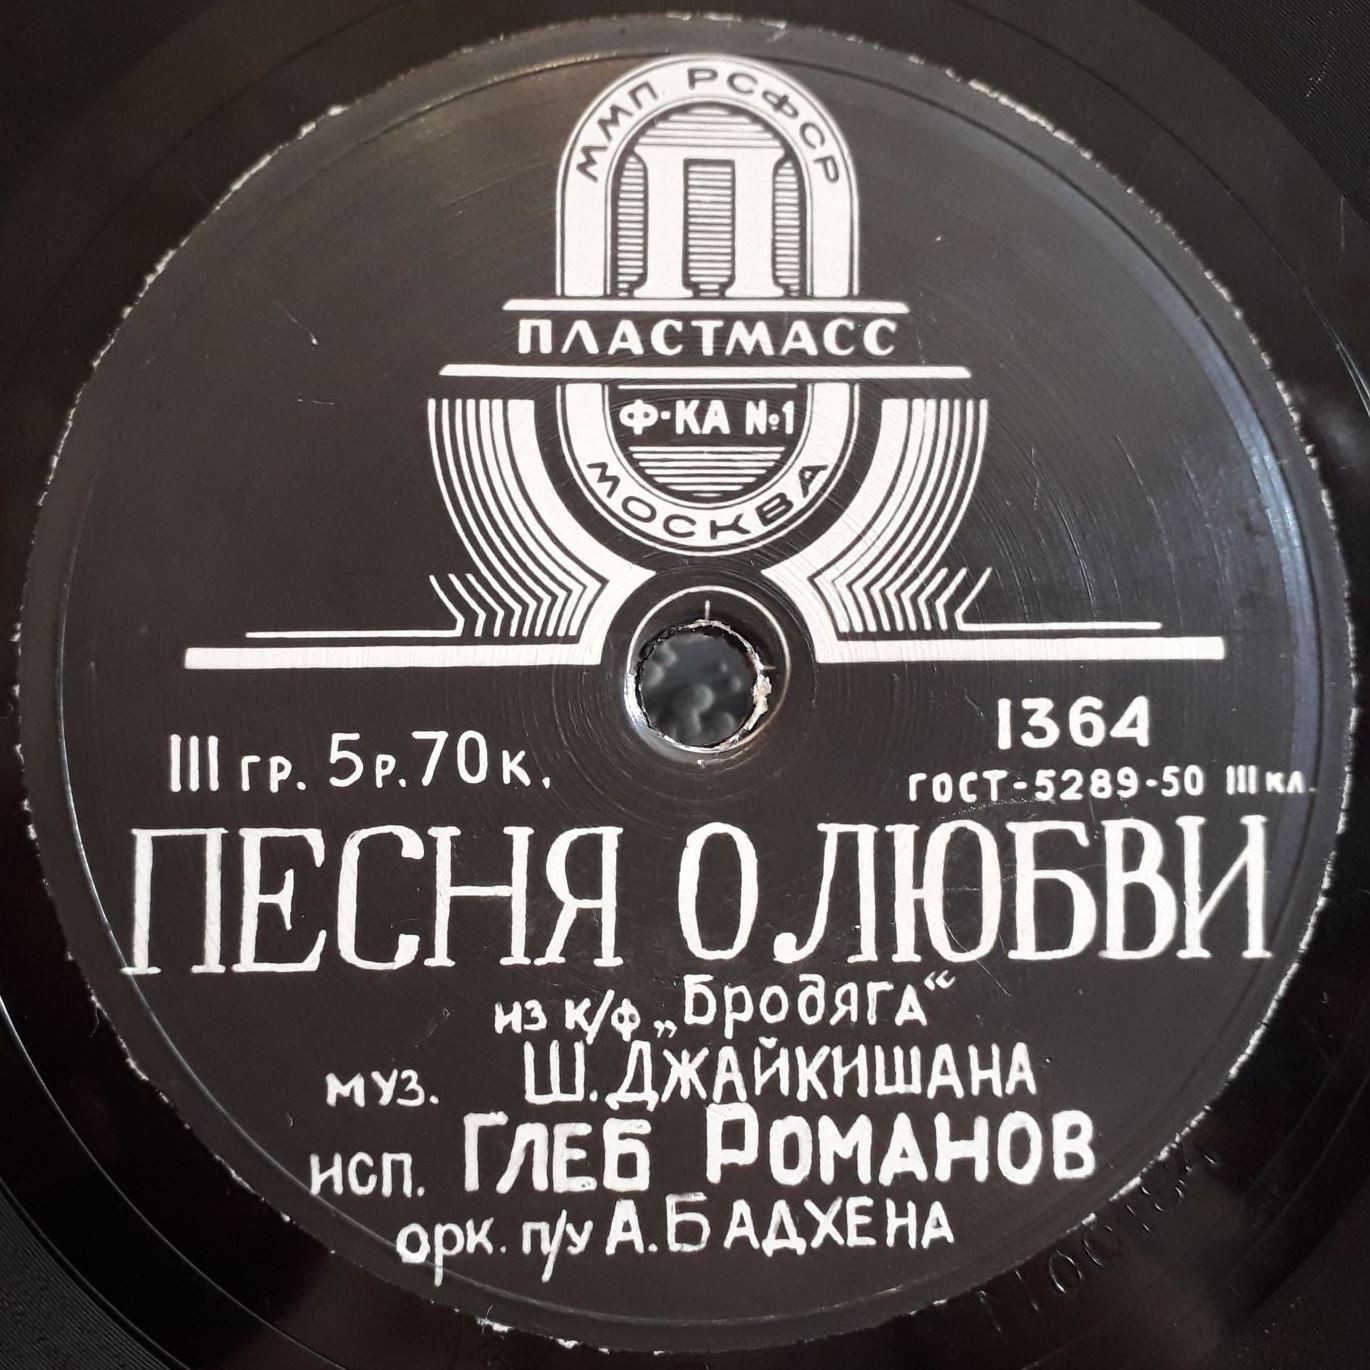 ММП РСФСР
П
ПЛАСТМАСС
Ф-КА №1
МОСКВА
III гр. 5р.70к.
1364
ГОСТ-5289-50 III кл.
ПЕСНЯ О ЛЮБВИ
из к/ф „Бродяга“
муз. Ш. ДЖАЙКИШАНА
исп. ГЛЕБ РОМАНОВ
орк. п/у А. БАДХЕНА